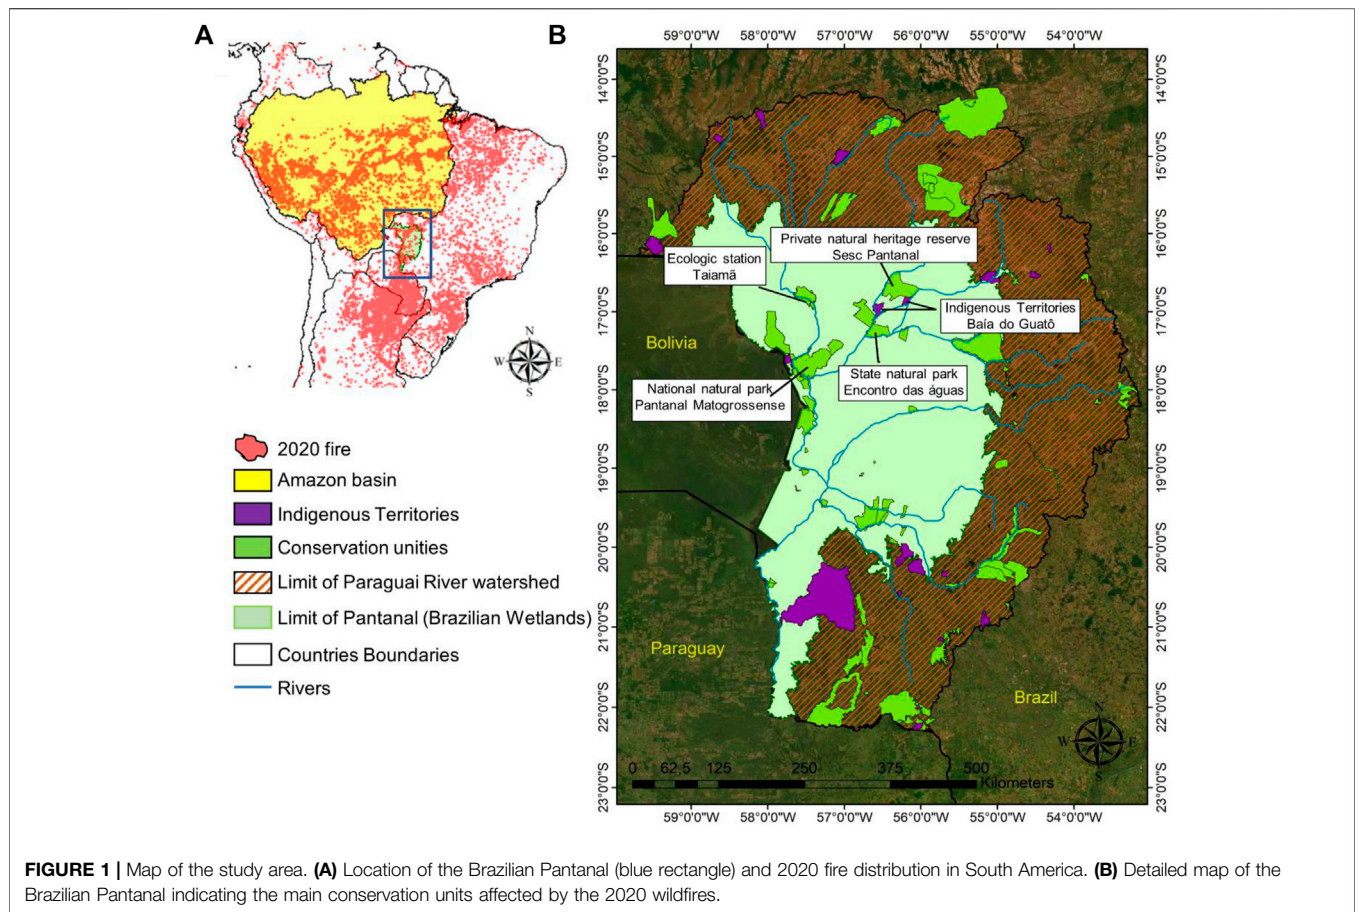 A
B
N
W E
S
2020 fire
Amazon basin
Indigenous Territories
Conservation unities
Limit of Paraguai River watershed
Limit of Pantanal (Brazilian Wetlands)
Countries Boundaries
Rivers
59°0'0"W 58°0'0"W 57°0'0"W 56°0'0"W 55°0'0"W 54°0'0"W
14°0'0"S
15°0'0"S
16°0'0"S
17°0'0"S
18°0'0"S
19°0'0"S
20°0'0"S
21°0'0"S
22°0'0"S
23°0'0"S
Private natural heritage reserve
Sesc Pantanal
Ecologic station
Taiamã
Indigenous Territories
Baía do Guatô
Bolivia
State natural park
Encontro das águas
National natural park
Pantanal Matogrossense
Paraguay
Brazil
N
W E
S
0 62,5 125 250 375 500
Kilometers
14°0'0"S
15°0'0"S
16°0'0"S
17°0'0"S
18°0'0"S
19°0'0"S
20°0'0"S
21°0'0"S
22°0'0"S
23°0'0"S
59°0'0"W 58°0'0"W 57°0'0"W 56°0'0"W 55°0'0"W 54°0'0"W
FIGURE 1 | Map of the study area. (A) Location of the Brazilian Pantanal (blue rectangle) and 2020 fire distribution in South America. (B) Detailed map of the
Brazilian Pantanal indicating the main conservation units affected by the 2020 wildfires.